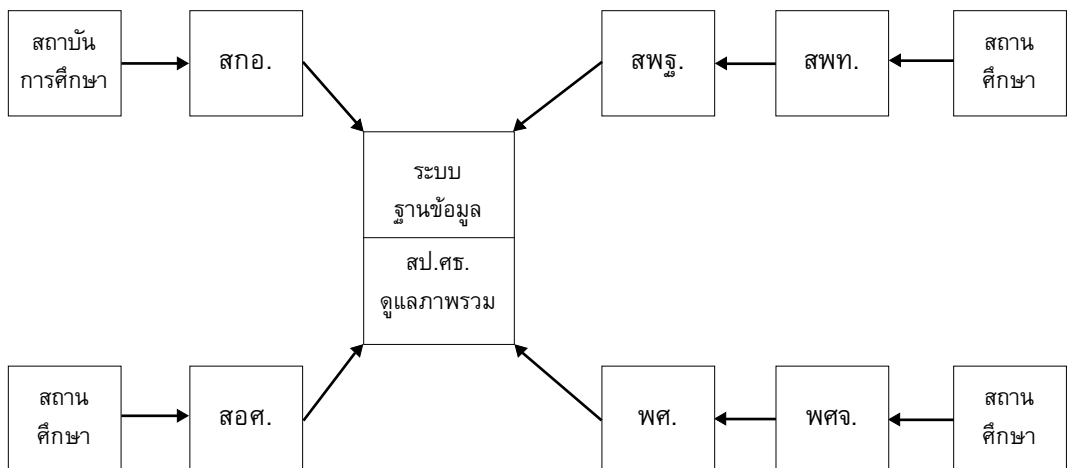 สถาบัน
การศึกษา
สกอ.
สพฐ.
สพท.
สถาน
ศึกษา
ระบบ
ฐานข้อมูล
สป.ศธ.
ดูแลภาพรวม
สถาน
ศึกษา
สอศ.
พศ.
พศจ.
สถาน
ศึกษา